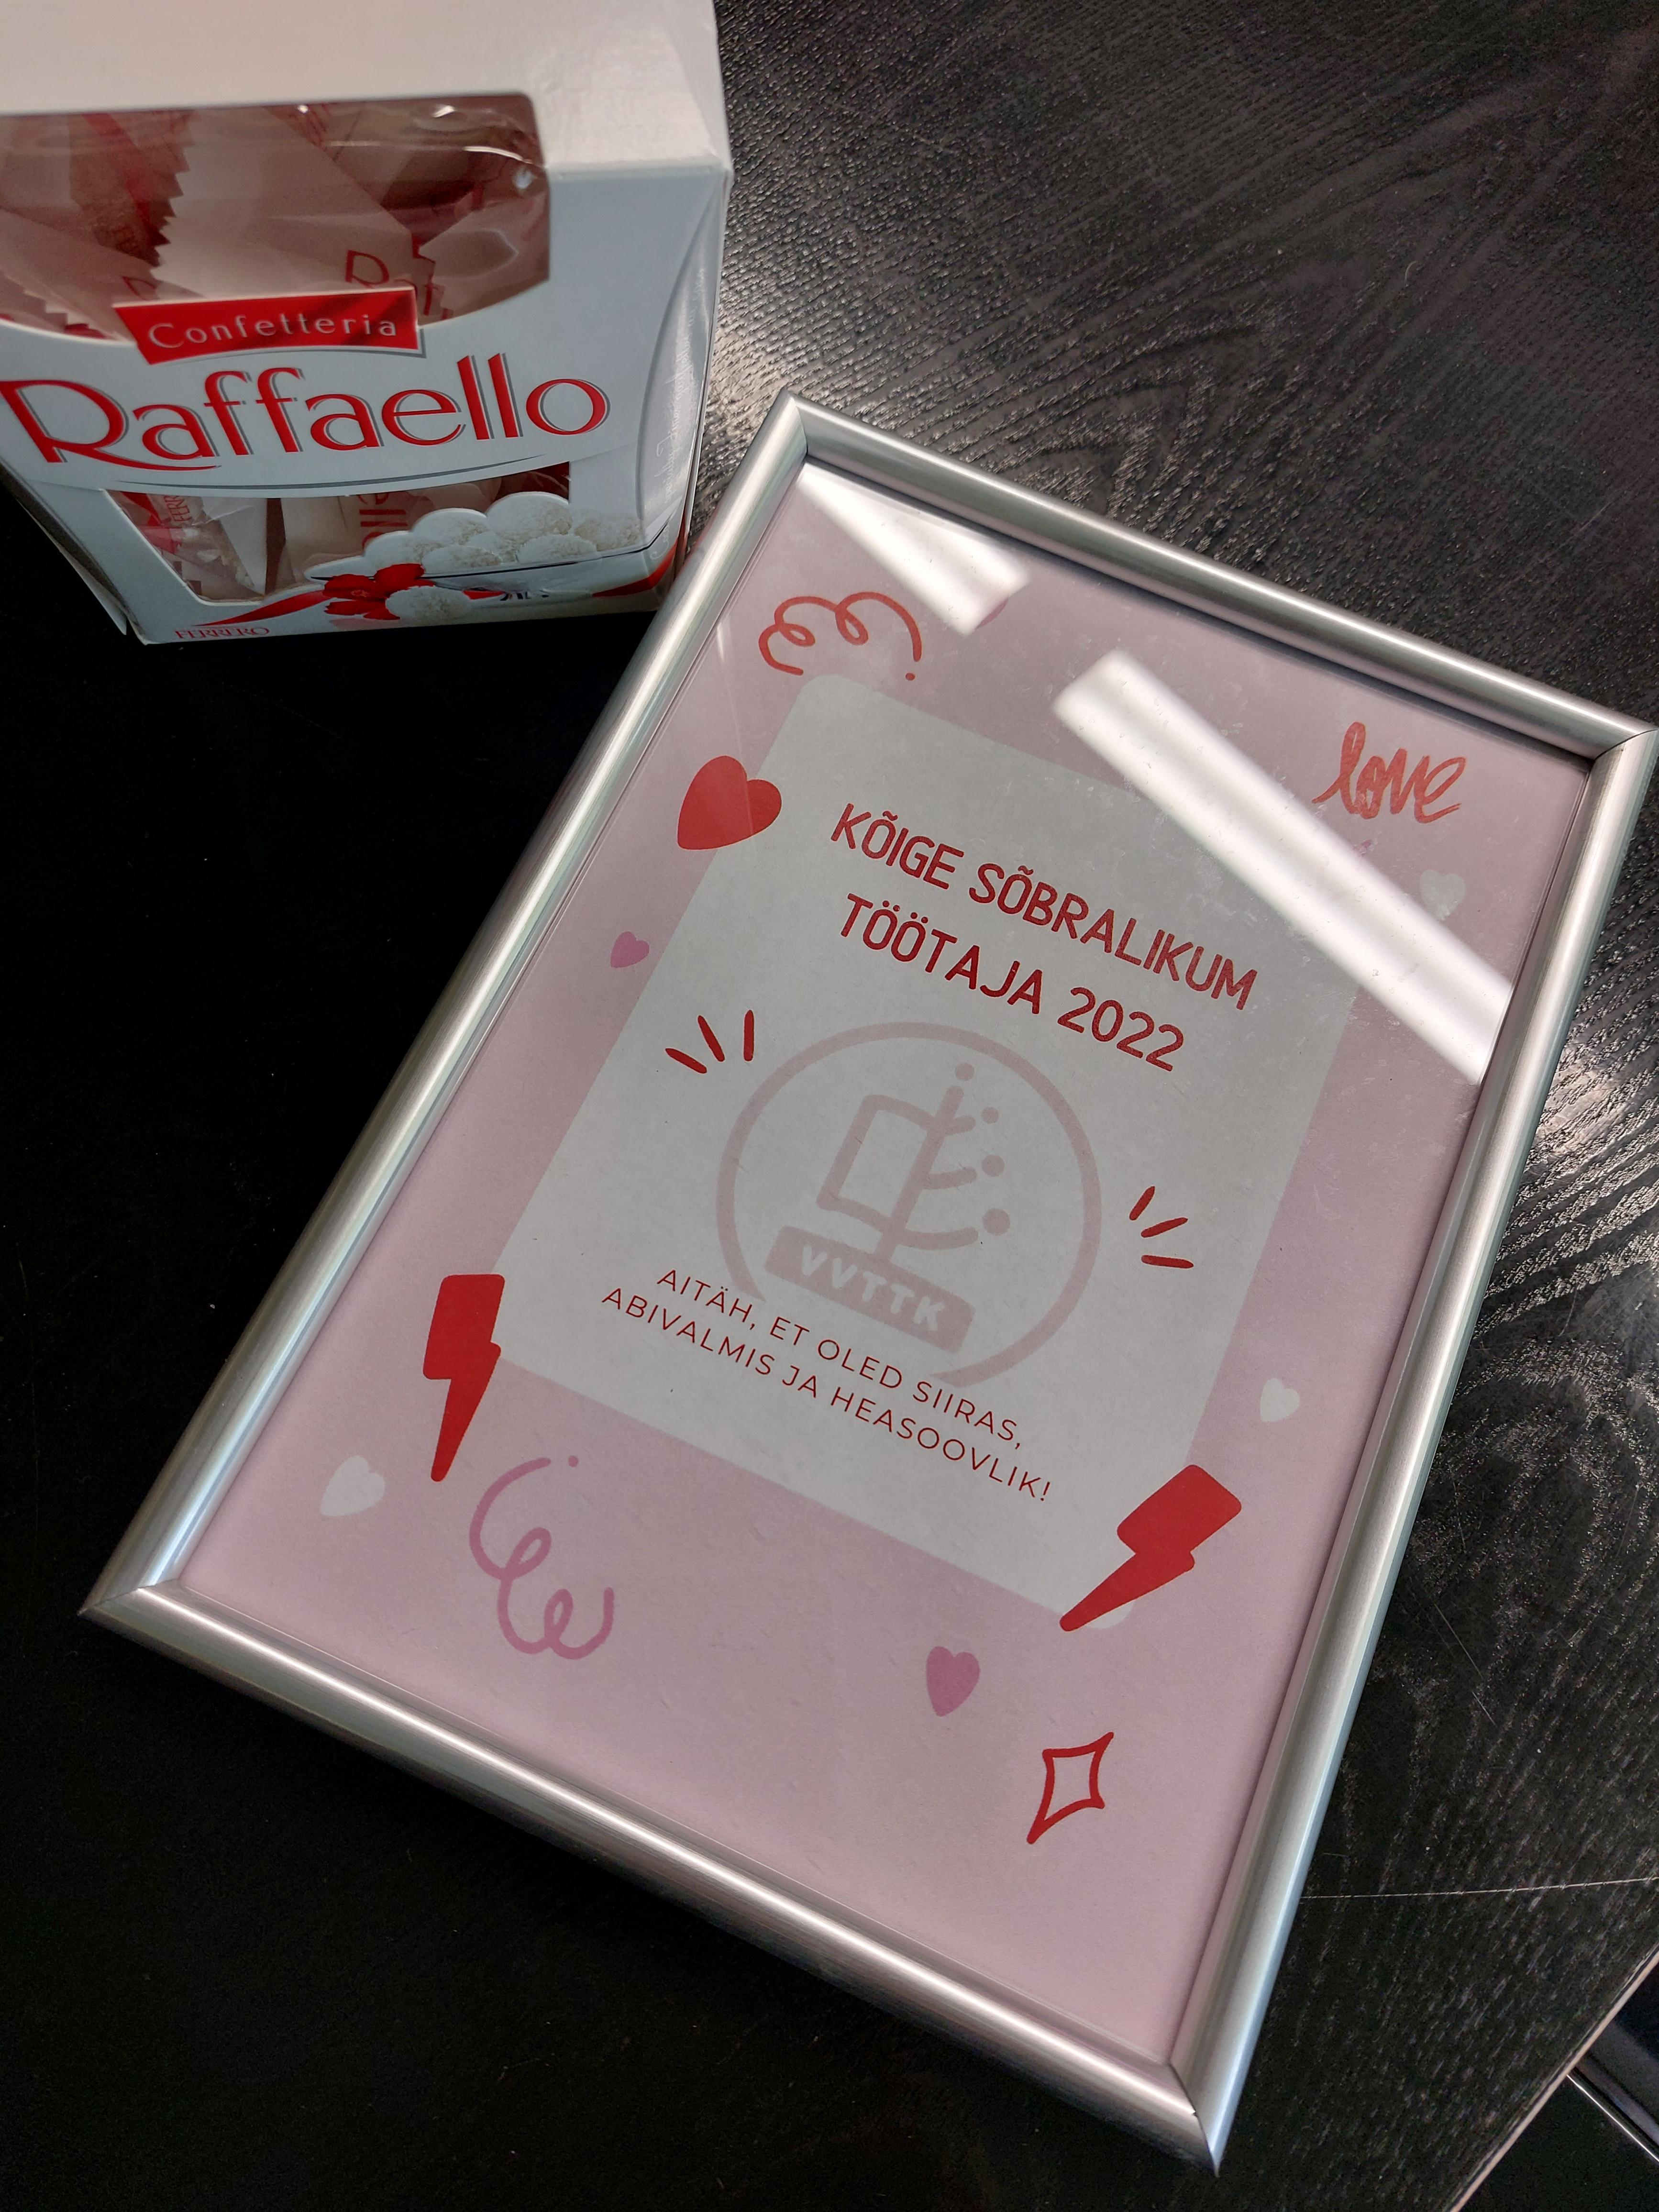 Confetteria
Raffaello
FERRERO
love
KÕIGE SÕBRALIKUM
TÖÖTAJA 2022
VVTTK
AITÄH, ET OLED SIIRAS,
ABIVALMIS JA HEASOOVLIK!